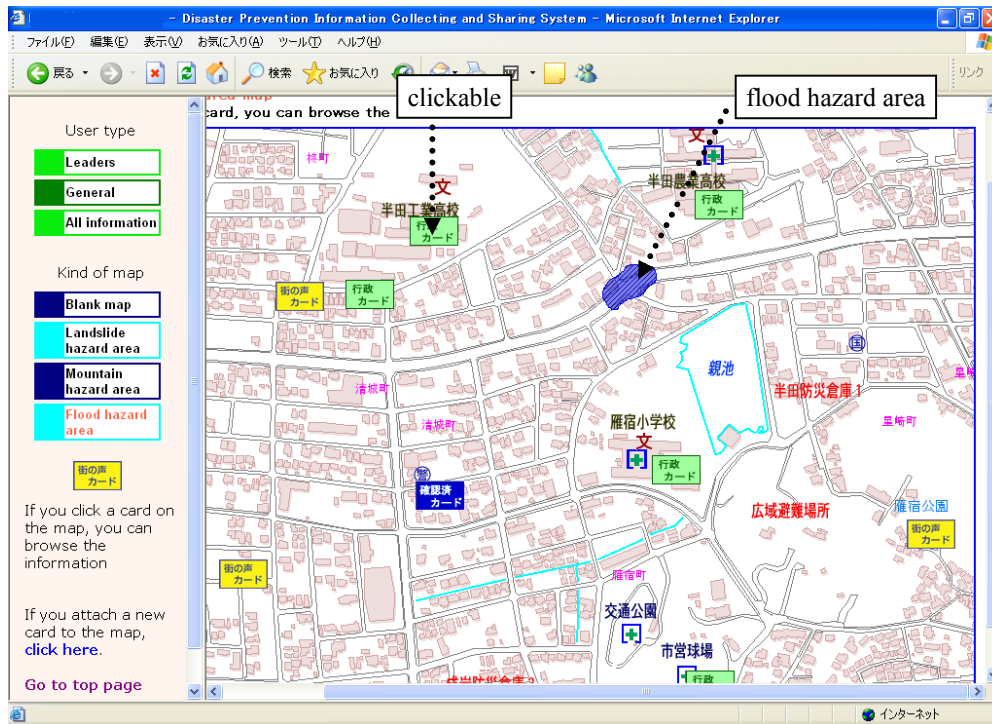 - Disaster Prevention Information Collecting and Sharing System - Microsoft Internet Explorer
ファイル(F) 編集(E) 表示(V) お気に入り(A) ツール(T) ヘルプ(H)
戻る 検索 お気に入り リンク
clickable
flood hazard area
card, you can browse the
User type
Leaders
General
All information
Kind of map
Blank map
Landslide
hazard area
Mountain
hazard area
Flood hazard
area
街の声
カード
If you click a card on
the map, you can
browse the
information
If you attach a new
card to the map,
click here.
Go to top page
柊町
文
半田工業高校
行政
カード
文
半田農業高校
行政
カード
街の声
カード
行政
カード
清城町
清城町
親池
国
半田防災倉庫1
星崎町
雁宿小学校
文
行政
カード
警
確認済
カード
広域避難場所
雁宿公園
街の声
カード
街の声
カード
雁宿町
交通公園
市営球場
行政
インターネット